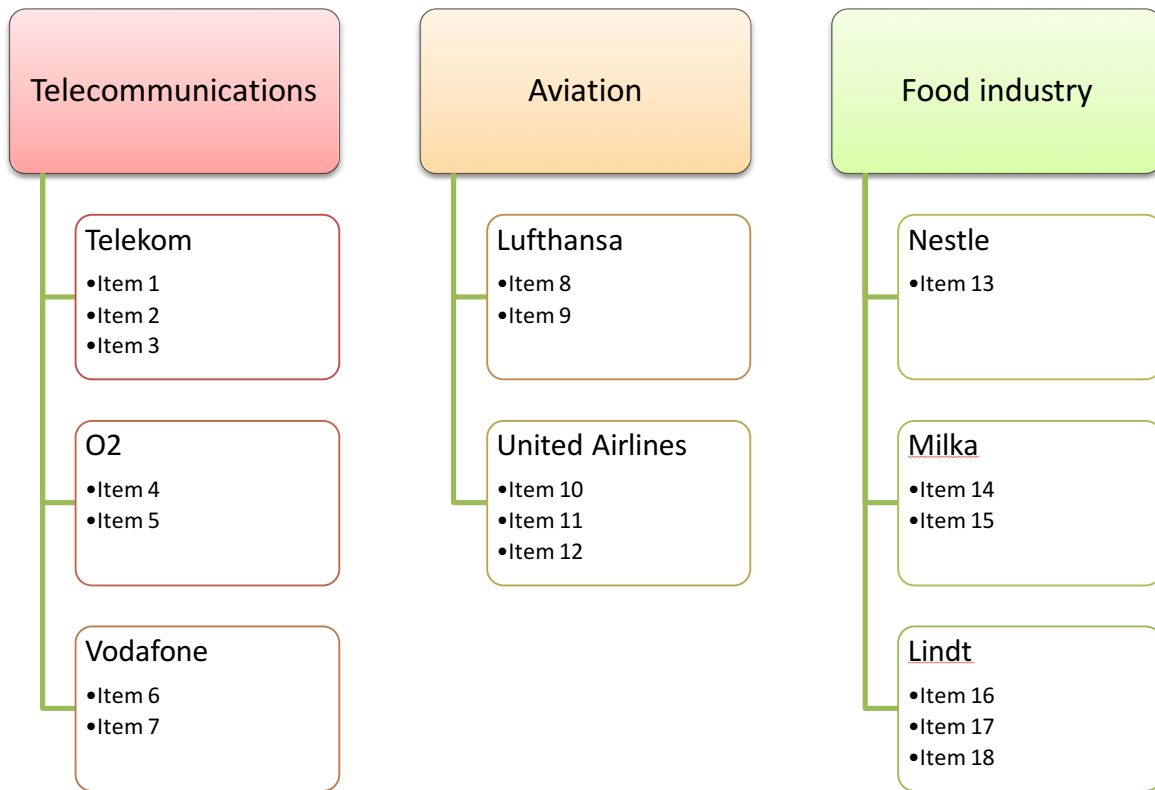 Telecommunications
Telekom
•Item 1
•Item 2
•Item 3
O2
•Item 4
•Item 5
Vodafone
•Item 6
•Item 7
Aviation
Lufthansa
•Item 8
•Item 9
United Airlines
•Item 10
•Item 11
•Item 12
Food industry
Nestle
•Item 13
Milka
•Item 14
•Item 15
Lindt
•Item 16
•Item 17
•Item 18